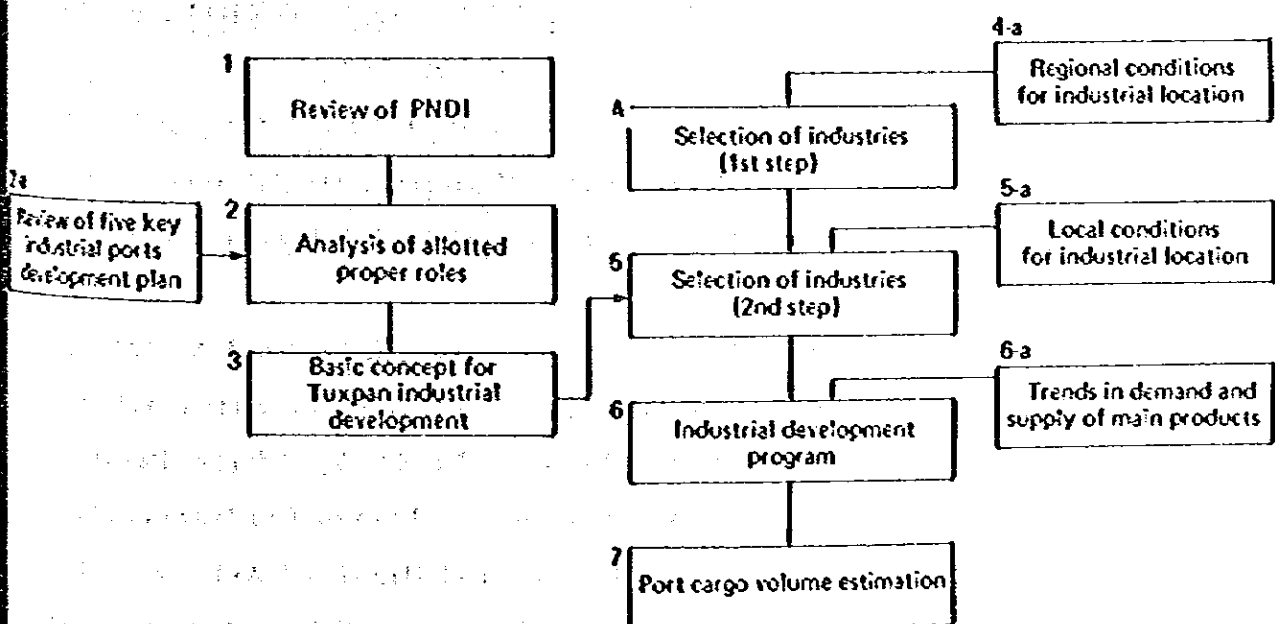 1
Review of PNDI
2a
Review of five key
industrial ports
development plan
2
Analysis of allotted
proper roles
3
Basic concept for
Tuxpan industrial
development
4-a
Regional conditions
for industrial location
4
Selection of industries
(1st step)
5-a
Local conditions
for industrial location
5
Selection of industries
(2nd step)
6-a
Trends in demand and
supply of main products
6
Industrial development
program
7
Port cargo volume estimation